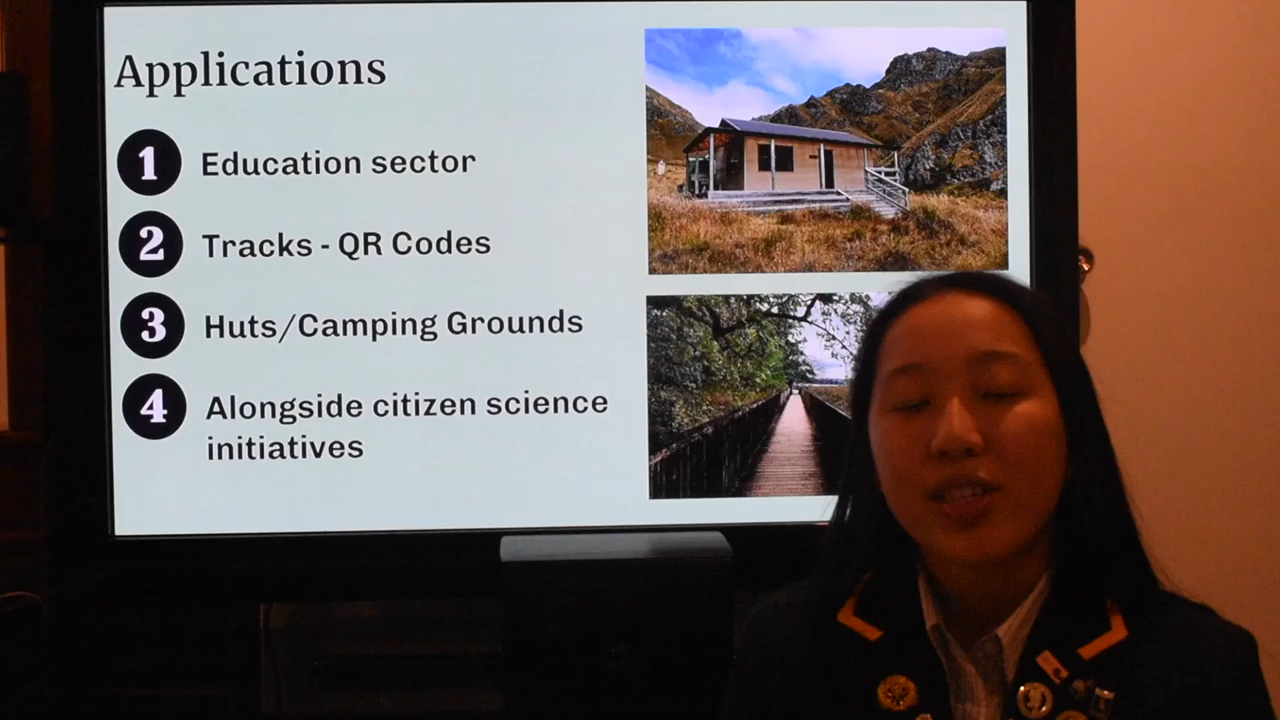 Applications
1 Education sector
2 Tracks - QR Codes
3 Huts/Camping Grounds
4 Alongside citizen science
initiatives